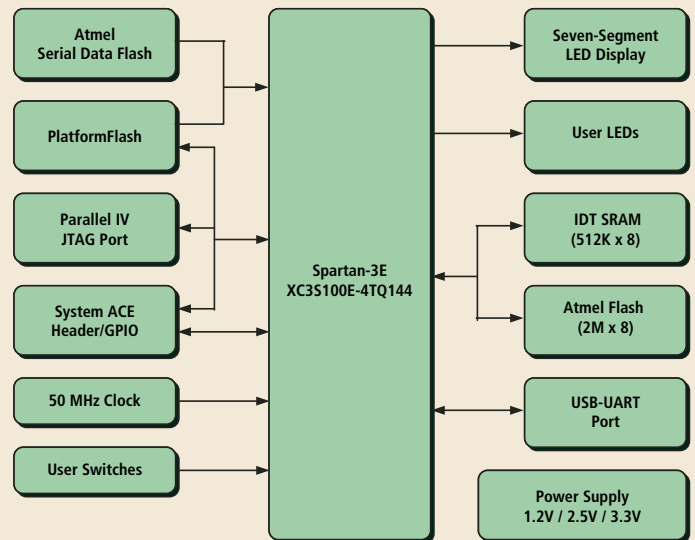 Atmel
Serial Data Flash
PlatformFlash
Parallel IV
JTAG Port
System ACE
Header/GPIO
50 MHz Clock
User Switches
Spartan-3E
XC3S100E-4TQ144
Seven-Segment
LED Display
User LEDs
IDT SRAM
(512K x 8)
Atmel Flash
(2M x 8)
USB-UART
Port
Power Supply
1.2V / 2.5V / 3.3V